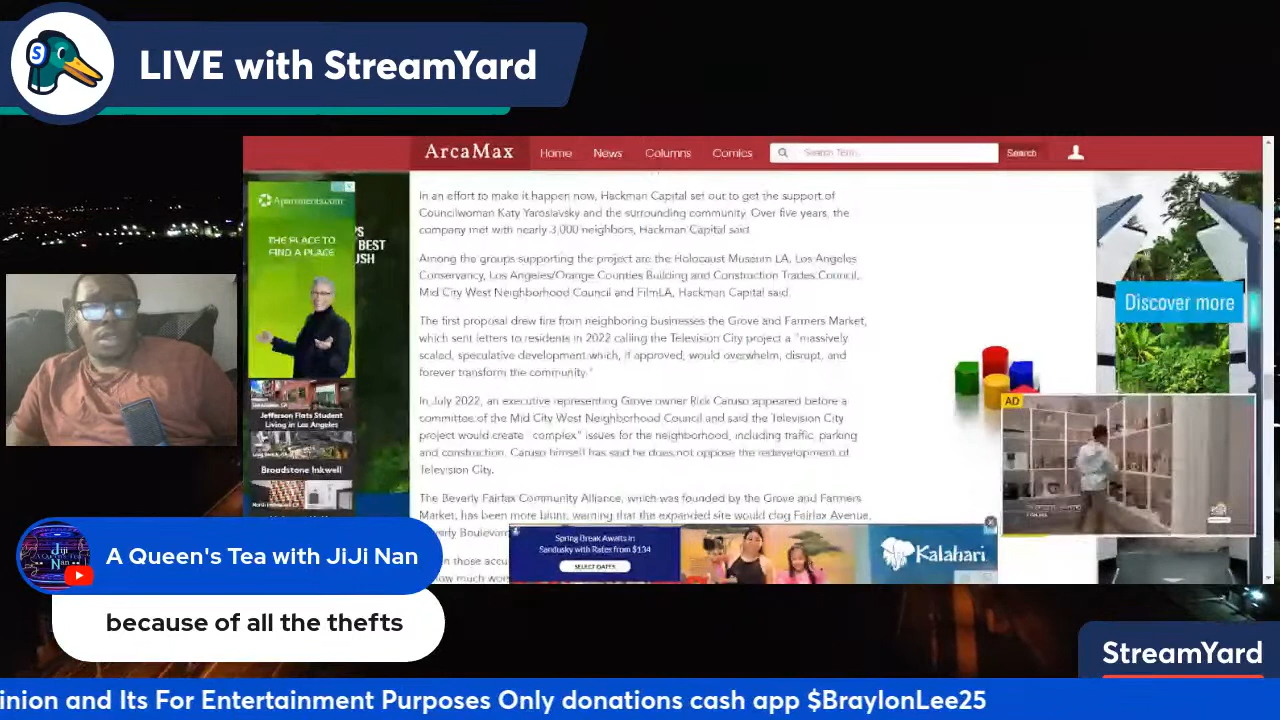 S
LIVE with StreamYard
ArcaMax
Home
News
Columns
Comics
Search Term...
Search
In an effort to make it happen now, Hackman Capital set out to get the support of
Councilwoman Katy Yaroslavsky and the surrounding community. Over five years, the
company met with nearly 3,000 neighbors, Hackman Capital said.
Among the groups supporting the project are the Holocaust Museum LA, Los Angeles
Conservancy, Los Angeles/Orange Counties Building and Construction Trades Council,
Mid City West Neighborhood Council and FilmLA, Hackman Capital said.
The first proposal drew fire from neighboring businesses the Grove and Farmers Market,
which sent letters to residents in 2022 calling the Television City project a "massively
scaled, speculative development which, if approved, would overwhelm, disrupt, and
forever transform the community."
In July 2022, an executive representing Grove owner Rick Caruso appeared before a
committee of the Mid City West Neighborhood Council and said the Television City
project would create "complex" issues for the neighborhood, including traffic, parking
and construction. Caruso himself has said he does not oppose the redevelopment of
Television City.
The Beverly Fairfax Community Alliance, which was founded by the Grove and Farmers
Market, has been more blunt, warning that the expanded site would clog Fairfax Avenue,
Apartments.com
THE PLACE TO
FIND A PLACE
BEST
Jefferson Flats Student
Living in Los Angeles
Broadstone Inkwell
Discover more
AD
Spring Break Awaits in
Sandusky with Rates from $134
SELECT DATES
Kalahari
JiJi
Nan
A Queen's Tea with JiJi Nan
because of all the thefts
StreamYard
inion and Its For Entertainment Purposes Only donations cash app $BraylonLee25